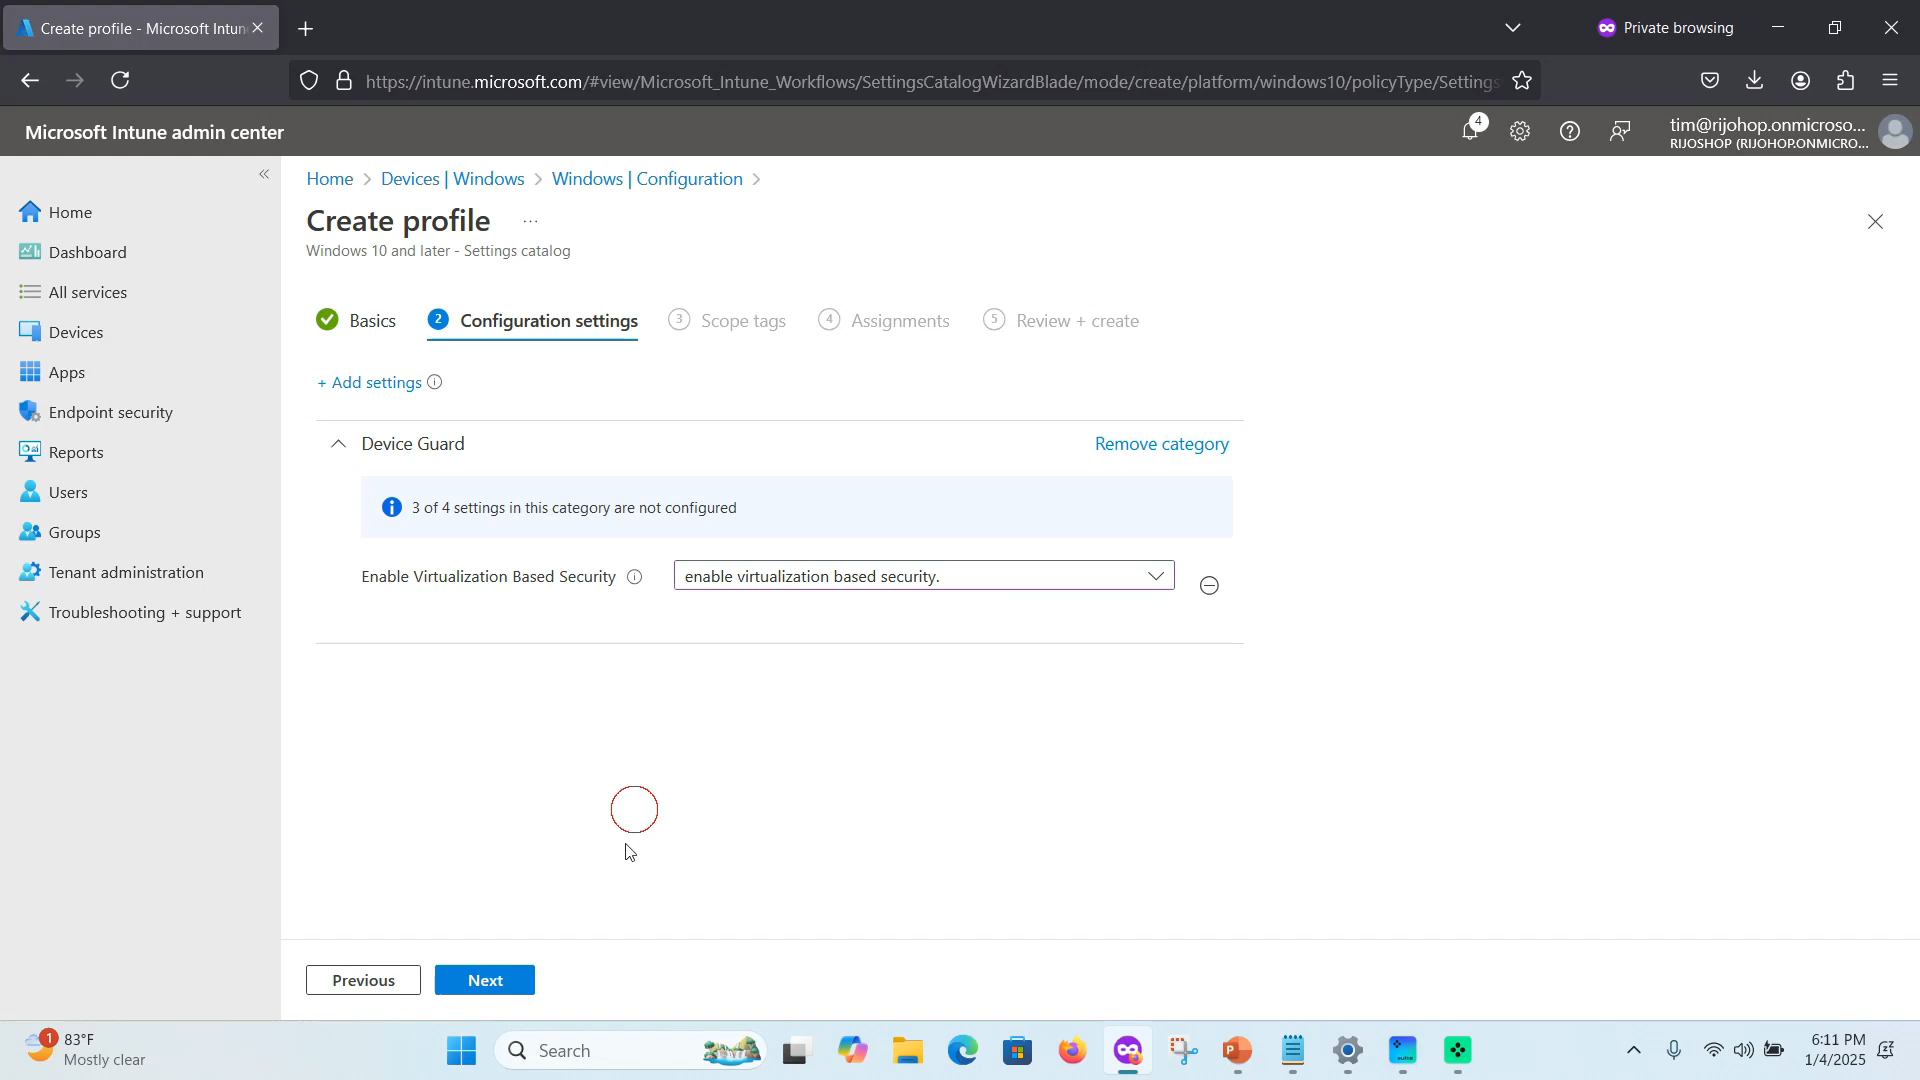 Create profile - Microsoft Intun
Private browsing
https://intune.microsoft.com/#view/Microsoft_Intune_Workflows/SettingsCatalogWizardBlade/mode/create/platform/windows10/policyType/Settings
Microsoft Intune admin center
4
tim@rijohop.onmicroso...
RIJOSHOP (RIJOHOP.ONMICRO...
Home
Dashboard
All services
Devices
Apps
Endpoint security
Reports
Users
Groups
Tenant administration
Troubleshooting + support
Home > Devices | Windows > Windows | Configuration >
Create profile ...
Windows 10 and later - Settings catalog
Basics
2 Configuration settings
3 Scope tags
4 Assignments
5 Review + create
+ Add settings
Device Guard
Remove category
3 of 4 settings in this category are not configured
Enable Virtualization Based Security
enable virtualization based security.
Previous
Next
1
83°F
Mostly clear
Search
6:11 PM
1/4/2025